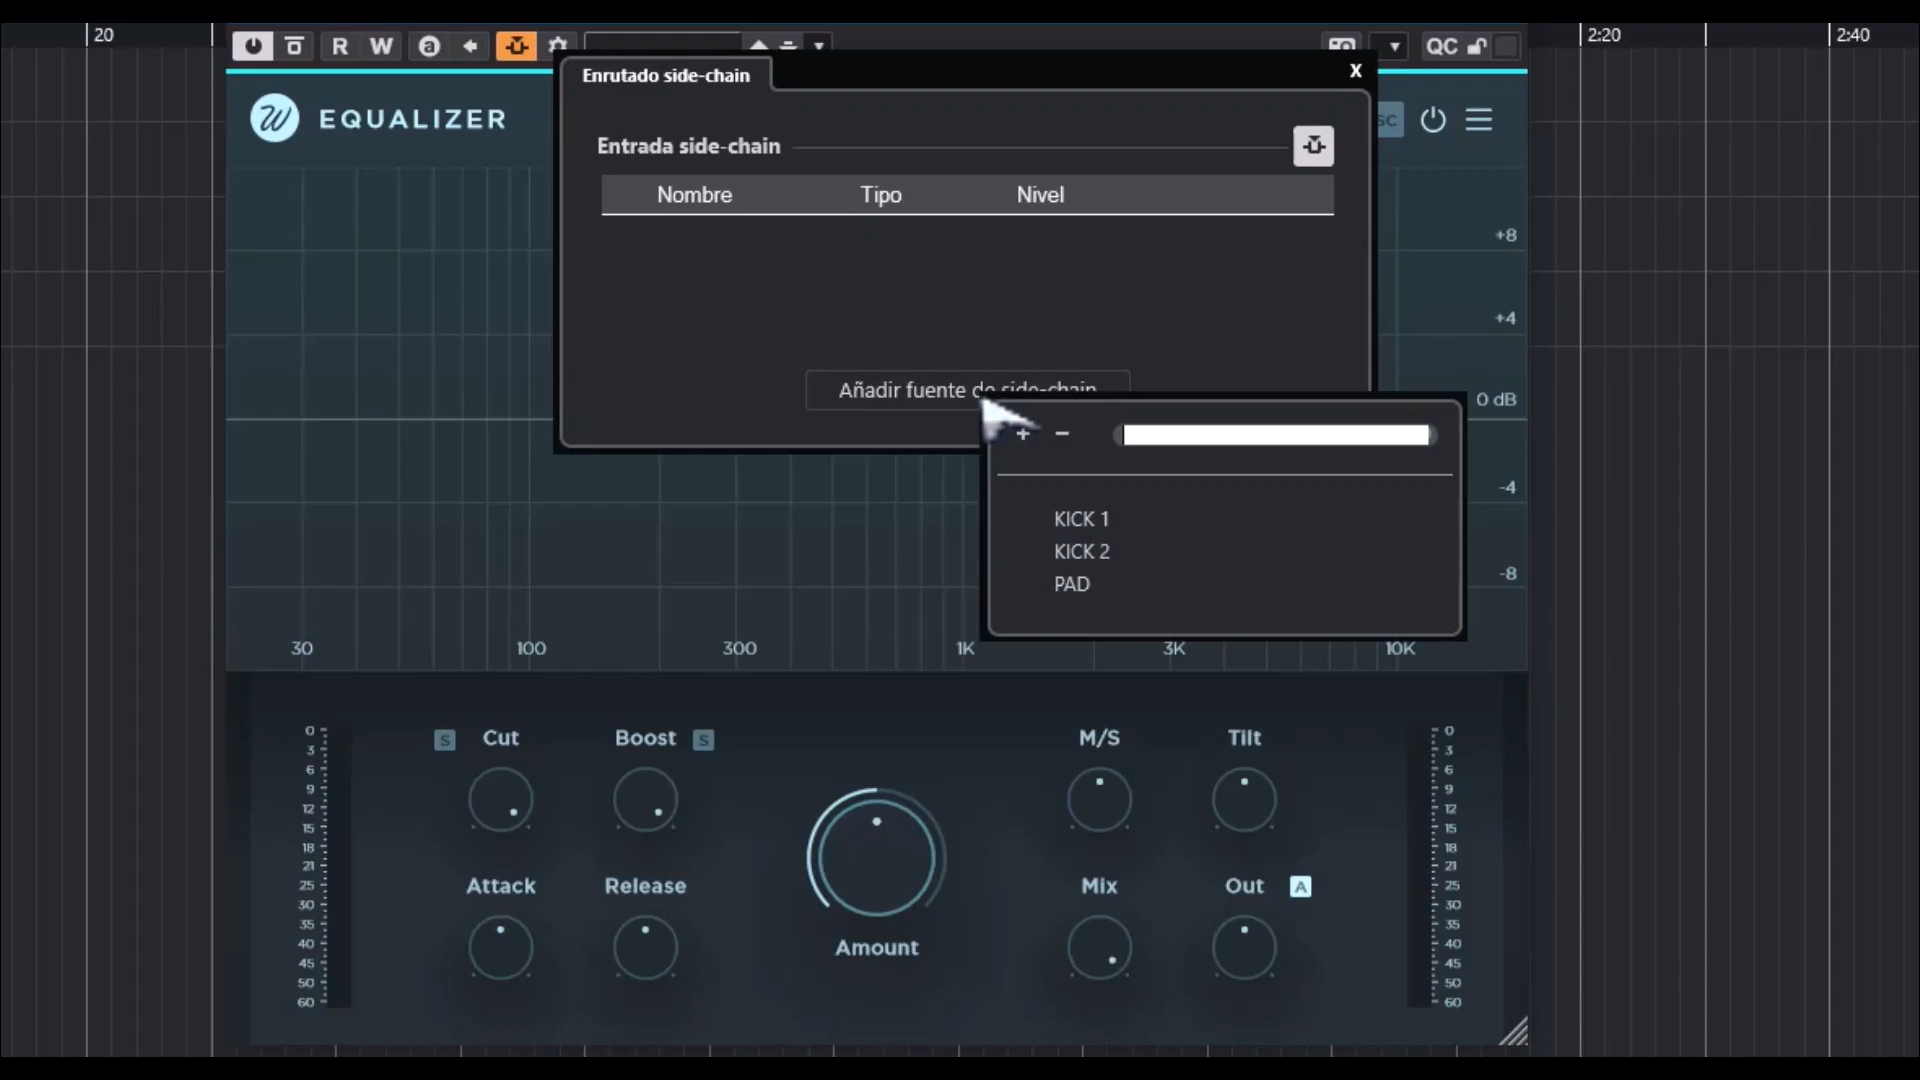 20
2:20
2:40
R W a QC
Enrutado side-chain X
W EQUALIZER
SC
Entrada side-chain
Nombre Tipo Nivel
+8
+4
0 dB
-4
-8
Añadir fuente de side-chain
+ −
KICK 1
KICK 2
PAD
30 100 300 1K 3K 10K
S Cut Boost S M/S Tilt
Attack Release Mix Out A
Amount
0
3
6
9
12
15
18
21
25
30
35
40
45
50
60
0
3
6
9
12
15
18
21
25
30
35
40
45
50
60